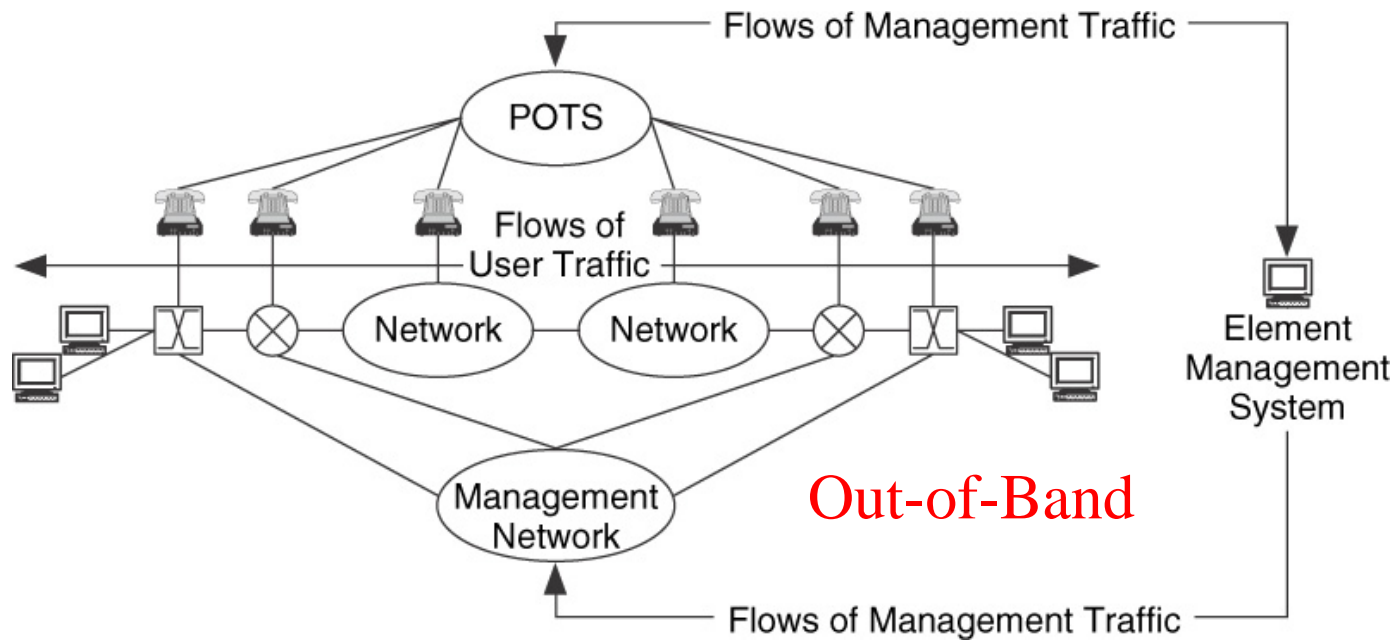 Flows of Management Traffic
POTS
Flows of
User Traffic
Network
Network
Element
Management
System
Management
Network
Out-of-Band
Flows of Management Traffic